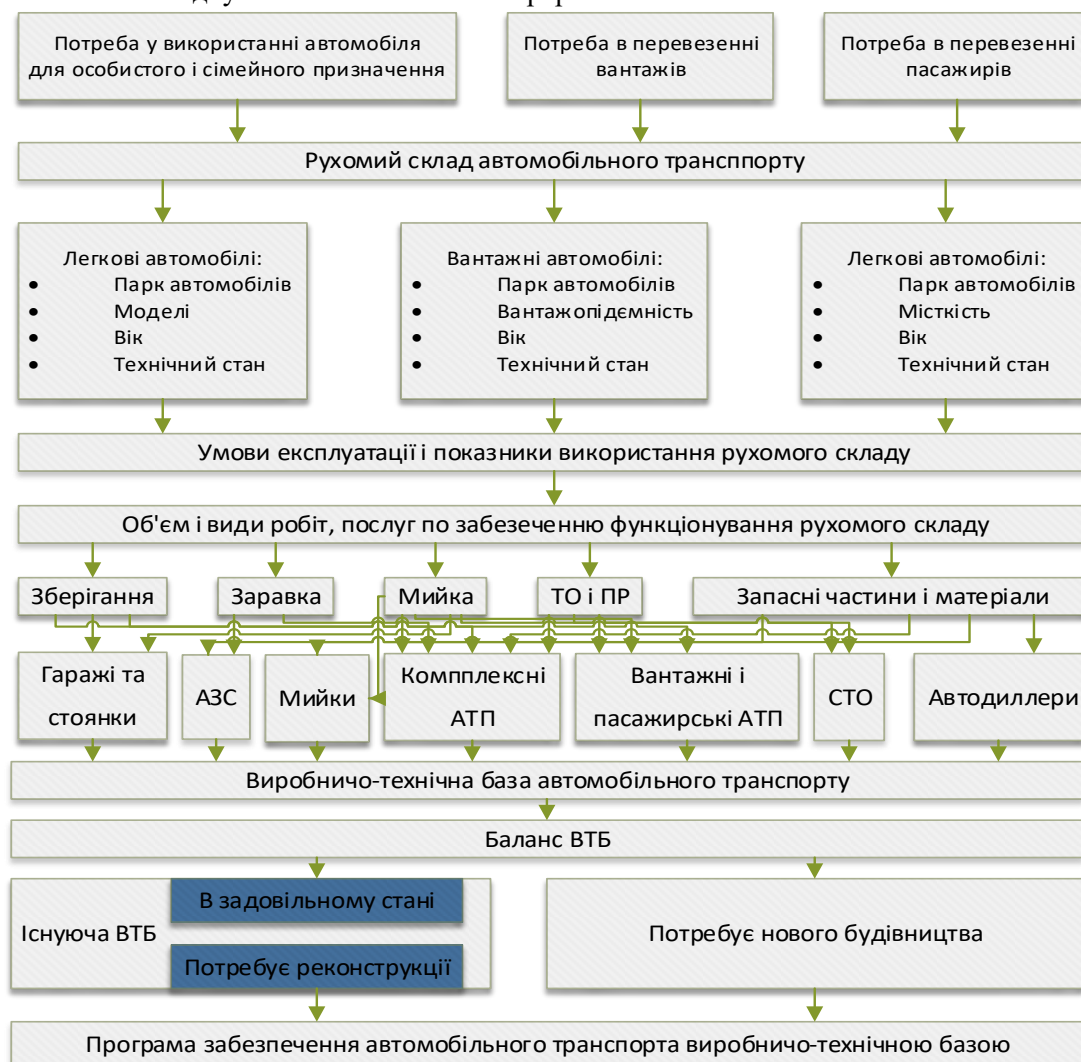 Потреба у використанні автомобіля
для особистого і сімейного призначення
Потреба в перевезенні
вантажів
Потреба в перевезенні
пасажирів
Рухомий склад автомобільного трансппорту
Легкові автомобілі:
• Парк автомобілів
• Моделі
• Вік
• Технічний стан
Вантажні автомобілі:
• Парк автомобілів
• Вантажопідємність
• Вік
• Технічний стан
Легкові автомобілі:
• Парк автомобілів
• Місткість
• Вік
• Технічний стан
Умови експлуатації і показники використання рухомого складу
Об'єм і види робіт, послуг по забезеченню функціонування рухомого складу
Зберігання
Заравка
Мийка
ТО і ПР
Запасні частини і матеріали
Гаражі та
стоянки
АЗС
Мийки
Компплексні
АТП
Вантажні і
пасажирські АТП
СТО
Автодиллери
Виробничо-технічна база автомобільного транспорту
Баланс ВТБ
Існуюча ВТБ
В задовільному стані
Потребує реконструкції
Потребує нового будівництва
Програма забезпечення автомобільного транспорта виробничо-технічною базою